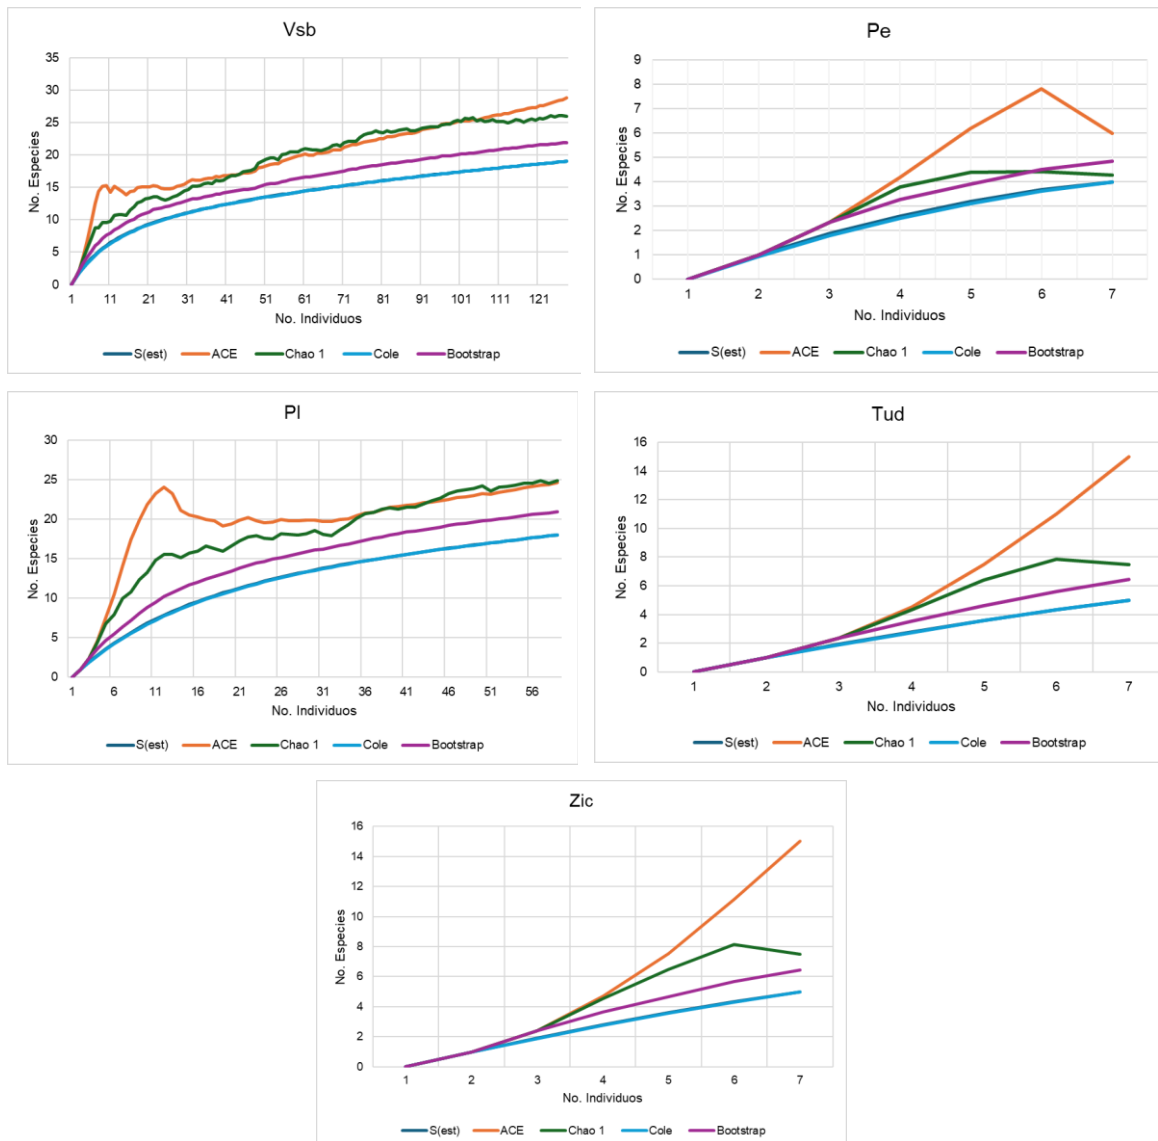 Vsb
35
30
25
20
15
10
5
0
No. Especies
1 11 21 31 41 51 61 71 81 91 101 111 121
No. Individuos
S(est) ACE Chao 1 Cole Bootstrap
Pe
9
8
7
6
5
4
3
2
1
0
No. Especies
1 2 3 4 5 6 7
No. Individuos
S(est) ACE Chao 1 Cole Bootstrap
Pl
30
25
20
15
10
5
0
No. Especies
1 6 11 16 21 26 31 36 41 46 51 56
No. Individuos
S(est) ACE Chao 1 Cole Bootstrap
Tud
16
14
12
10
8
6
4
2
0
No. Especies
1 2 3 4 5 6 7
No. Individuos
S(est) ACE Chao 1 Cole Bootstrap
Zic
16
14
12
10
8
6
4
2
0
No. Especies
1 2 3 4 5 6 7
No. Individuos
S(est) ACE Chao 1 Cole Bootstrap